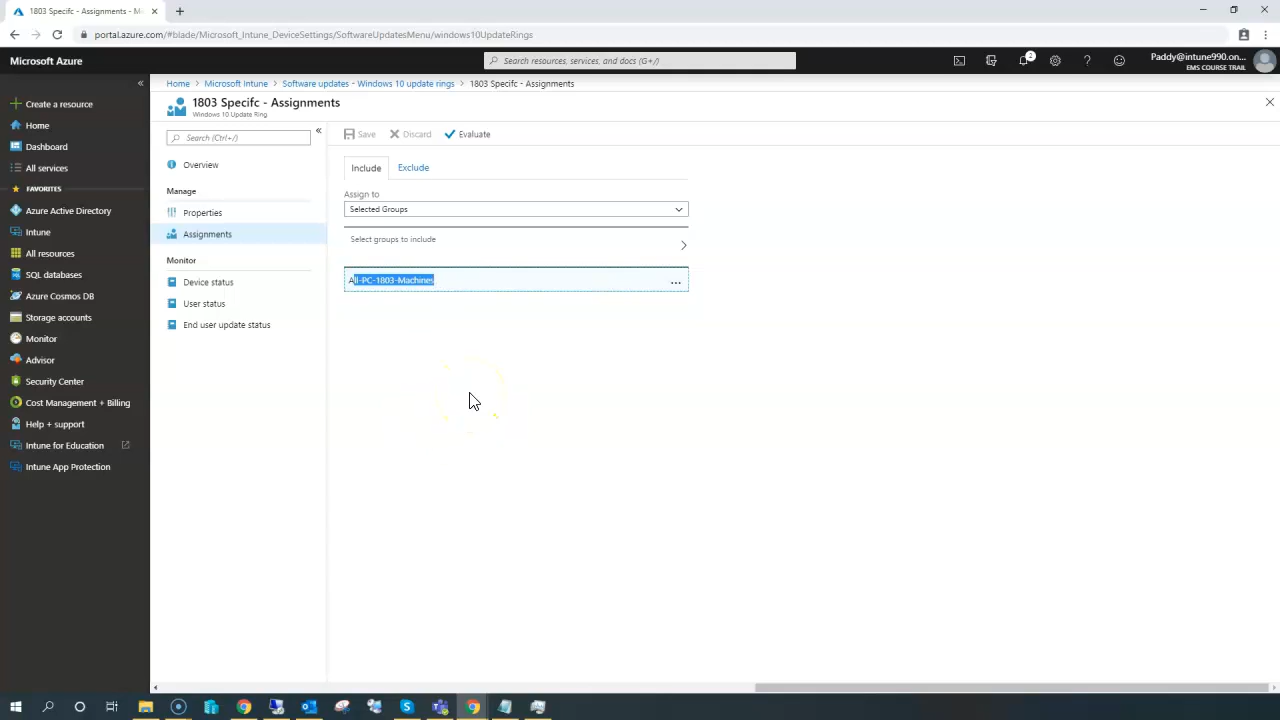 1803 Specifc - Assignments - Mi
portal.azure.com/#blade/Microsoft_Intune_DeviceSettings/SoftwareUpdatesMenu/windows10UpdateRings
Microsoft Azure
Search resources, services, and docs (G+/)
2
Paddy@intune990.on...
EMS COURSE TRAIL
Home > Microsoft Intune > Software updates - Windows 10 update rings > 1803 Specifc - Assignments
1803 Specifc - Assignments
Windows 10 Update Ring
Create a resource
Home
Dashboard
All services
FAVORITES
Azure Active Directory
Intune
All resources
SQL databases
Azure Cosmos DB
Storage accounts
Monitor
Advisor
Security Center
Cost Management + Billing
Help + support
Intune for Education
Intune App Protection
Search (Ctrl+/)
Overview
Manage
Properties
Assignments
Monitor
Device status
User status
End user update status
Save Discard Evaluate
Include Exclude
Assign to
Selected Groups
Select groups to include
All-PC-1803-Machines ...